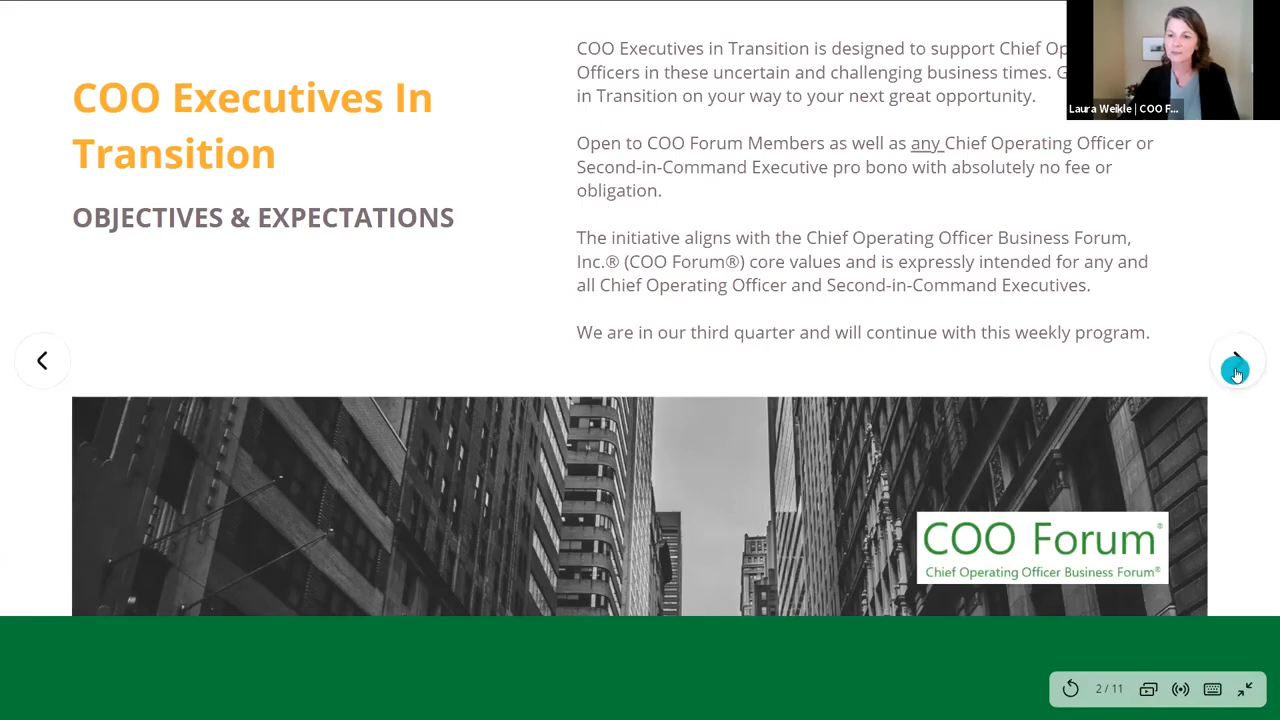 COO Executives In
Transition
OBJECTIVES & EXPECTATIONS
COO Executives in Transition is designed to support Chief
Officers in these uncertain and challenging business times.
in Transition on your way to your next great opportunity.
Open to COO Forum Members as well as any Chief Operating Officer or
Second-in-Command Executive pro bono with absolutely no fee or
obligation.
The initiative aligns with the Chief Operating Officer Business Forum,
Inc.® (COO Forum®) core values and is expressly intended for any and
all Chief Operating Officer and Second-in-Command Executives.
We are in our third quarter and will continue with this weekly program.
Laura Weikle | COO F...
COO Forum®
Chief Operating Officer Business Forum®
2 / 11